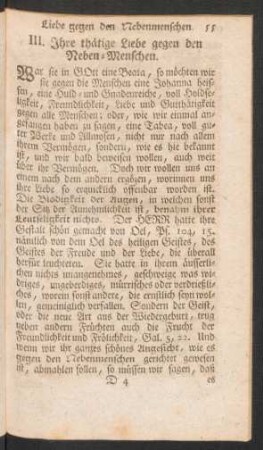 Liebe gegen den Nebenmenschen. 55
III. Jhre thätige Liebe gegen den
Neben-Menschen.
War sie in GOtt eine Beata, so möchten wir
sie gegen die Menschen eine Johanna heis-
sen, eine Huld- und Gnadenreiche, voll Holdse-
ligkeit, Freundlichkeit, Liebe und Gutthätigkeit
gegen alle Menschen; oder, wie wir einmal an-
gefangen haben zu sagen, eine Tabea, voll gu-
ter Werke und Allmosen, nicht nur nach allem
ihrem Vermögen, sondern, wie es hie bekannt
ist, und wir bald beweisen wollen, auch weit
über ihr Vermögen. Doch wir wollen an einem
nach dem andern ergözen, worinnen uns
ihre Liebe so erquicklich offenbar worden ist.
Die Blödigkeit der Augen, in welchen sonst
der Sitz der Annehmlichkeit ist, benahm ihrer
Leutseligkeit nichts. Der HERR hatte ihre
Gestalt schön gemacht von Oel, Ps. 104, 15.
nämlich von dem Oel des heiligen Geistes, des
Geistes der Freude und der Liebe, die überall
herfür leuchteten. Sie hatte in ihrem äusserli-
chen nichts unangenehmes, geschweige was wi-
driges, ungeberdiges, mürrisches oder verdrießli-
ches, worein sonst andere, die ernstlich seyn wol-
len, gemeiniglich verfallen. Sondern der Geist,
oder die neue Art aus der Wiedergeburt, trug
neben andern Früchten auch die Frucht der
Freundlichkeit und Frölichkeit, Gal. 5, 22. Und
wenn wir ihr ganzes schönes Angesicht, wie es
gegen den Nebenmenschen gerichtet gewesen
ist, abmahlen sollen, so müssen wir sagen, daß
D 4 es